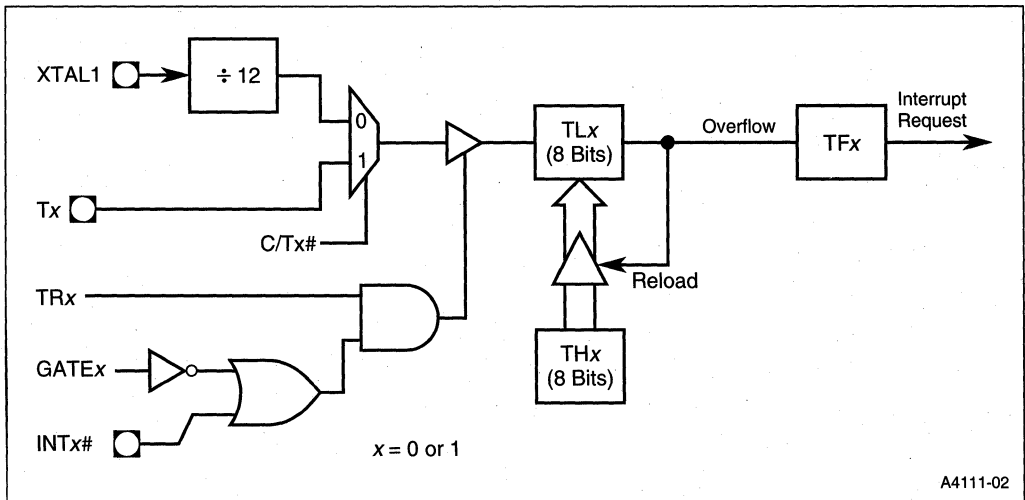 XTAL1
÷ 12
0
1
Tx
C/Tx#
TRx
GATEx
INTx#
x = 0 or 1
TLx
(8 Bits)
Overflow
TFx
Interrupt
Request
Reload
THx
(8 Bits)
A4111-02